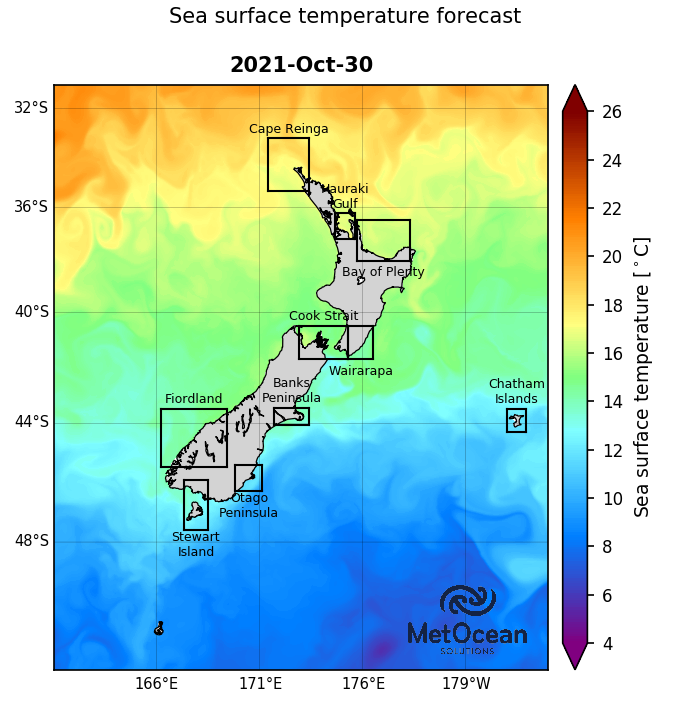 Sea surface temperature forecast
2021-Oct-30
32°S
36°S
40°S
44°S
48°S
166°E
171°E
176°E
179°W
Cape Reinga
Hauraki
Gulf
Bay of Plenty
Cook Strait
Wairarapa
Banks
Peninsula
Fiordland
Chatham
Islands
Otago
Peninsula
Stewart
Island
MetOcean
SOLUTIONS
26
24
22
20
18
16
14
12
10
8
6
4
Sea surface temperature [°C]